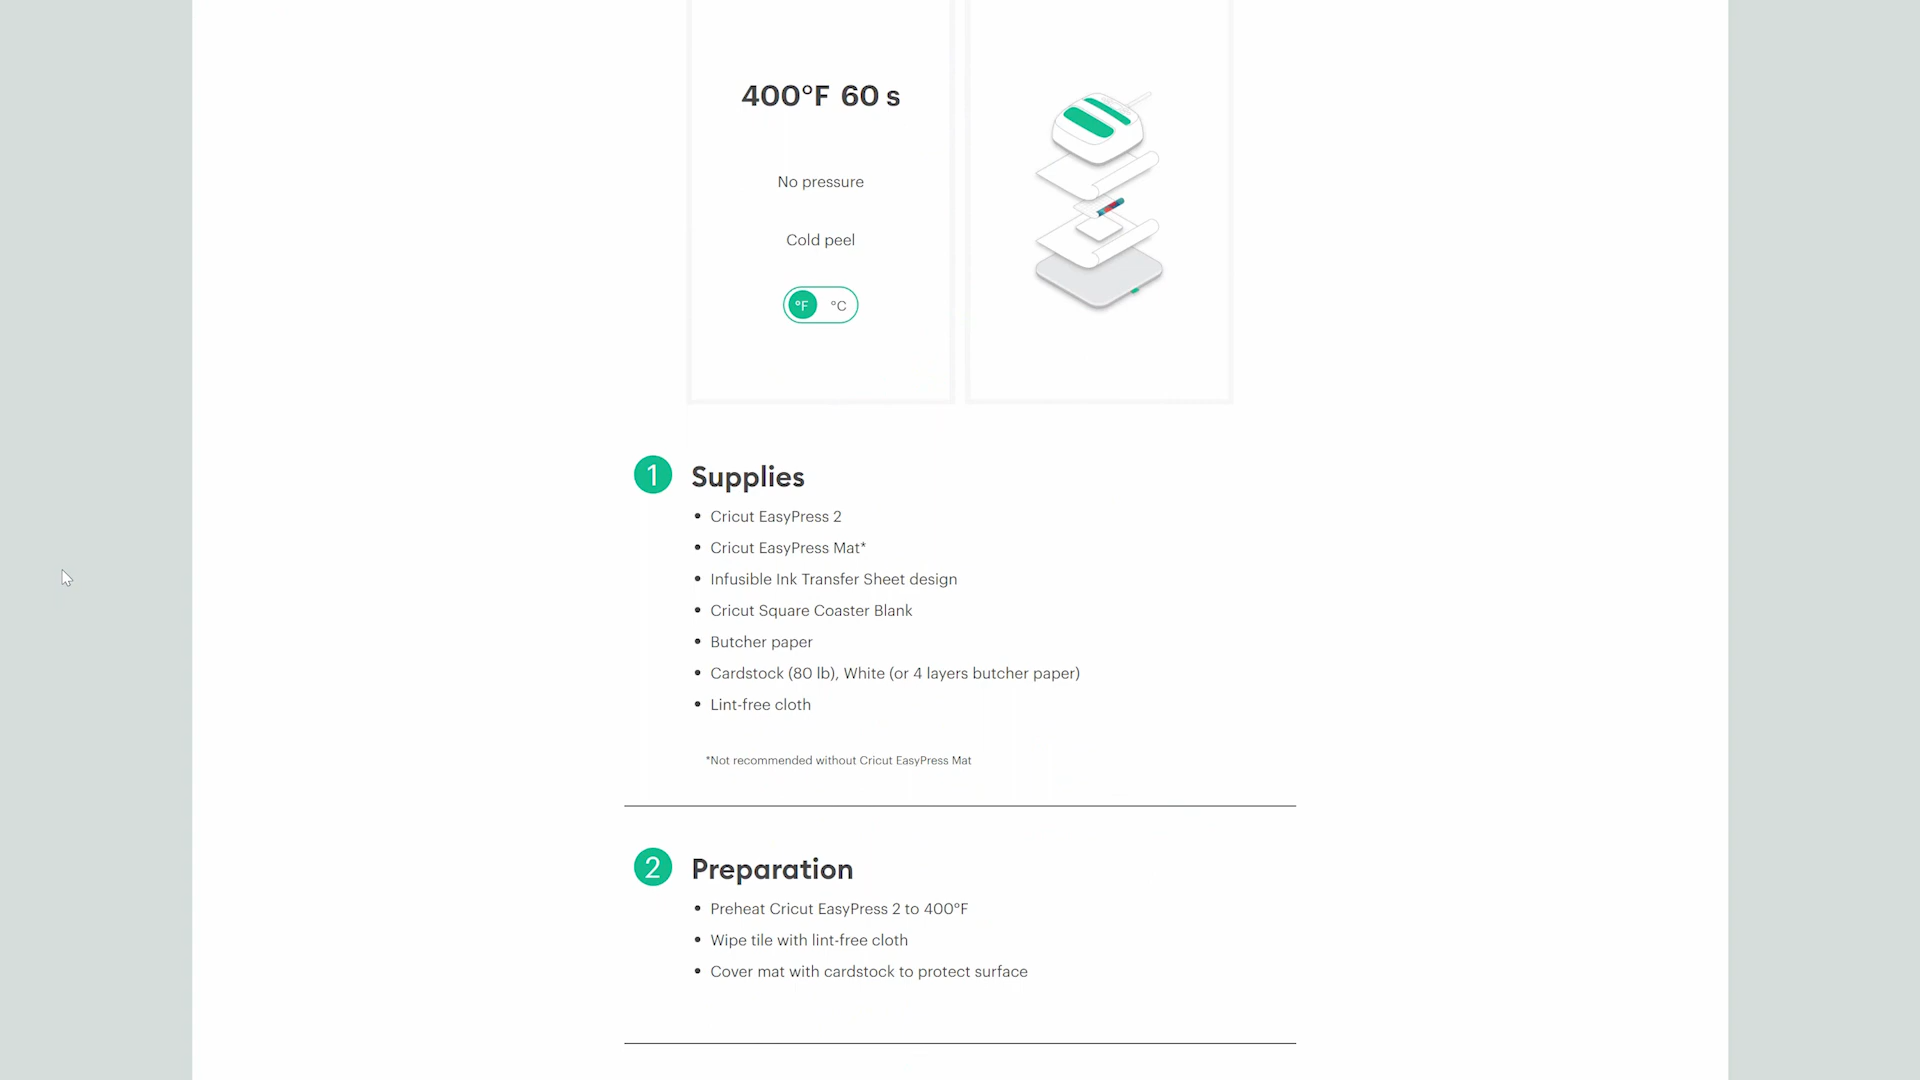 400°F 60 s
No pressure
Cold peel
°F °C
1 Supplies
• Cricut EasyPress 2
• Cricut EasyPress Mat*
• Infusible Ink Transfer Sheet design
• Cricut Square Coaster Blank
• Butcher paper
• Cardstock (80 lb), White (or 4 layers butcher paper)
• Lint-free cloth
*Not recommended without Cricut EasyPress Mat
2 Preparation
• Preheat Cricut EasyPress 2 to 400°F
• Wipe tile with lint-free cloth
• Cover mat with cardstock to protect surface